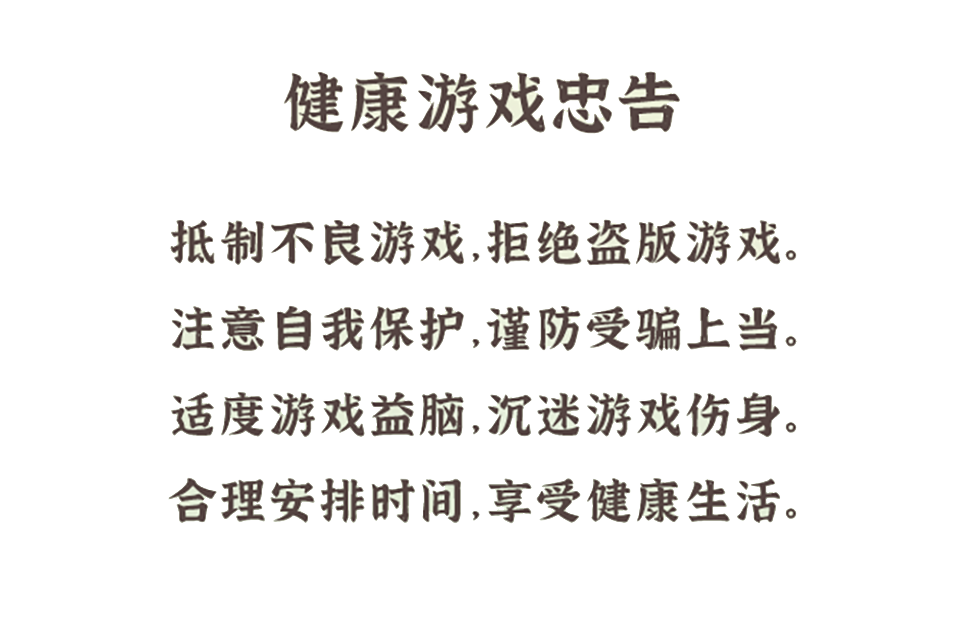 健康游戏忠告
抵制不良游戏,拒绝盗版游戏。
注意自我保护,谨防受骗上当。
适度游戏益脑,沉迷游戏伤身。
合理安排时间,享受健康生活。